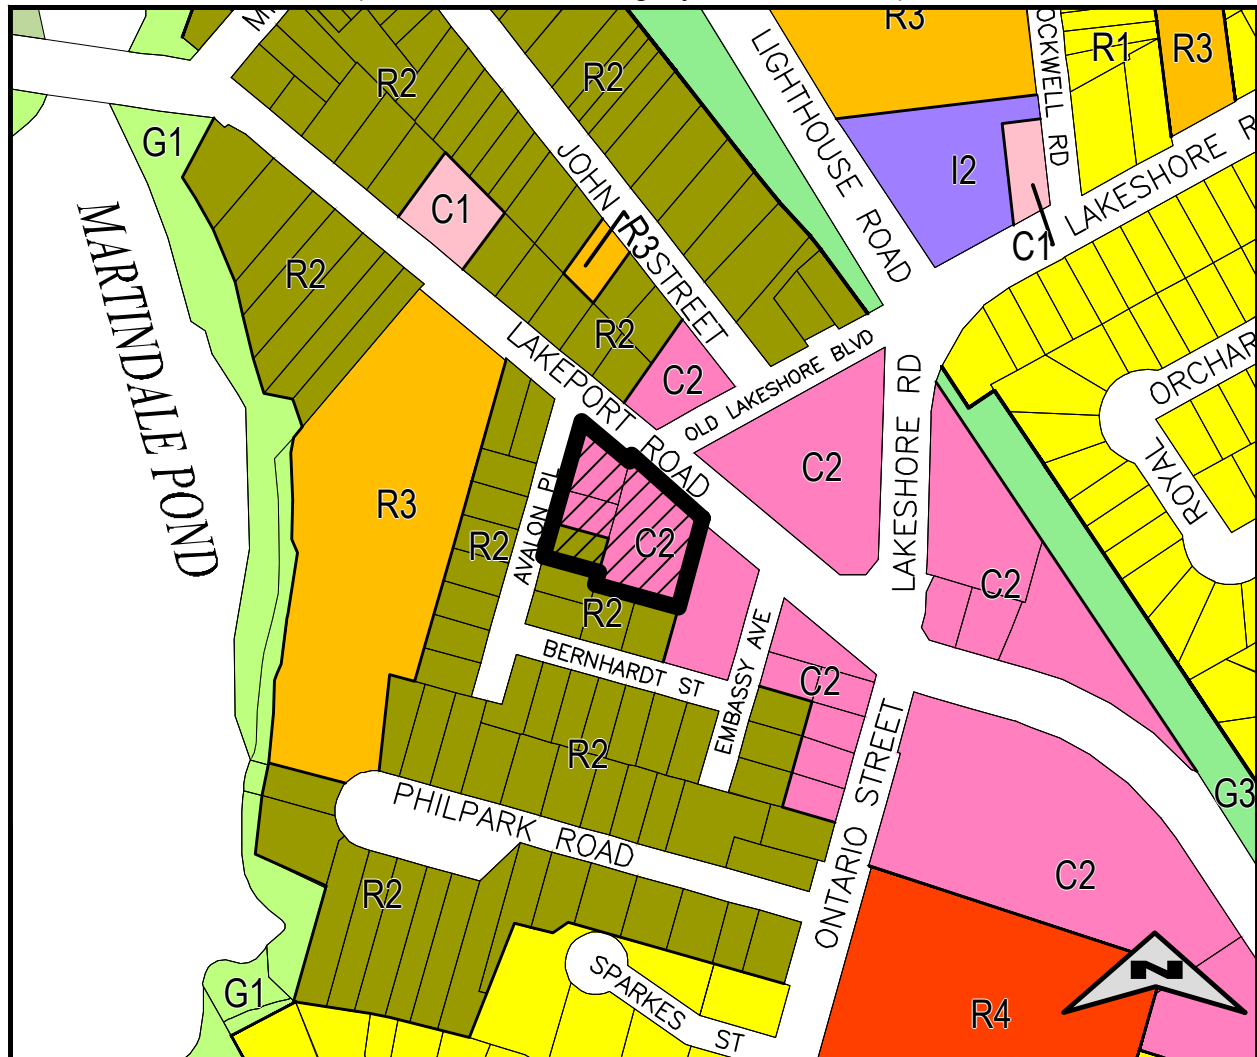 R3
R1
R3
R2
R2
LIGHTHOUSE ROAD
OCKWELL RD
G1
JOHN STREET
I2
LAKESHORE R
C1
C1
R3
MARTINDALE POND
R2
R2
LAKEPORT ROAD
OLD LAKESHORE BLVD
C2
LAKESHORE RD
ORCHAR
ROYAL
C2
R3
R2
AVALON PL
C2
C2
R2
BERNHARDT ST
EMBASSY AVE
C2
R2
ONTARIO STREET
G3
PHILPARK ROAD
C2
R2
SPARKES ST
G1
R4
N